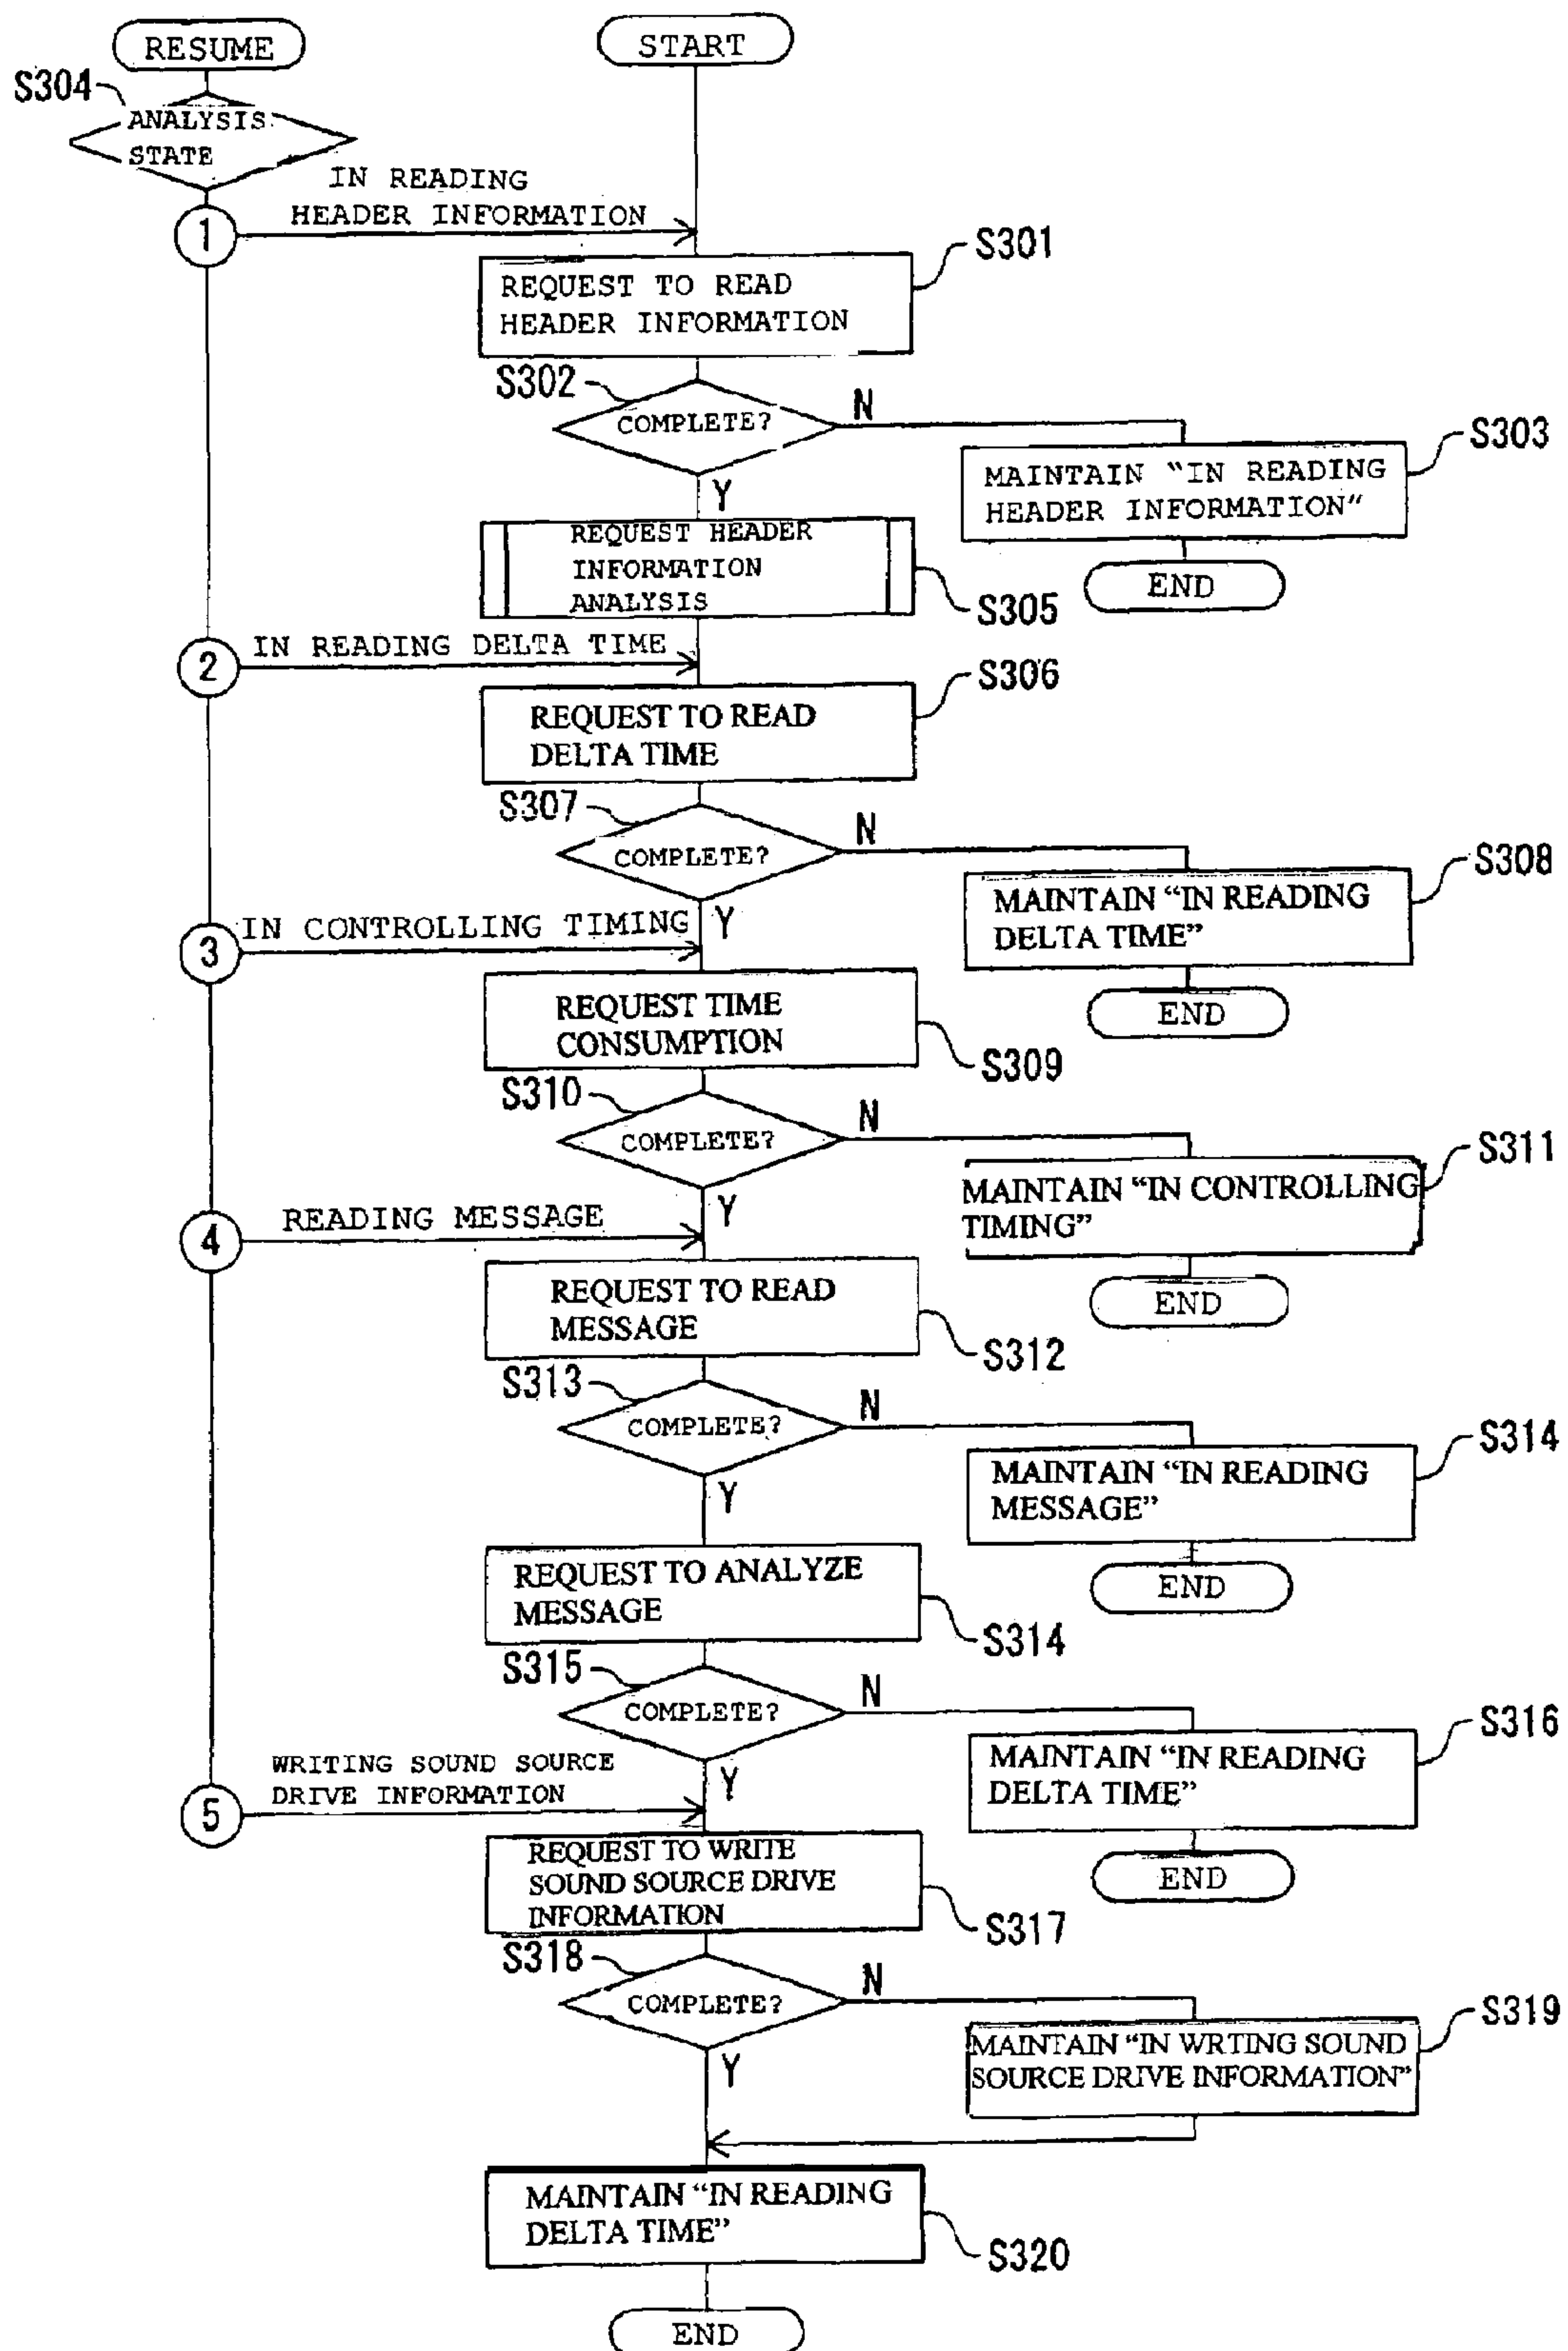 RESUME
START
S304
ANALYSIS
STATE
IN READING
HEADER INFORMATION
1
S301
REQUEST TO READ
HEADER INFORMATION
S302
COMPLETE?
N
S303
MAINTAIN "IN READING
HEADER INFORMATION"
Y
END
REQUEST HEADER
INFORMATION
ANALYSIS
S305
2
IN READING DELTA TIME
S306
REQUEST TO READ
DELTA TIME
S307
COMPLETE?
N
S308
MAINTAIN “IN READING
DELTA TIME”
Y
END
3
IN CONTROLLING TIMING
REQUEST TIME
CONSUMPTION
S309
S310
COMPLETE?
N
S311
MAINTAIN “IN CONTROLLING
TIMING”
Y
END
4
READING MESSAGE
REQUEST TO READ
MESSAGE
S312
S313
COMPLETE?
N
S314
MAINTAIN “IN READING
MESSAGE”
Y
END
REQUEST TO ANALYZE
MESSAGE
S314
S315
COMPLETE?
N
S316
MAINTAIN “IN READING
DELTA TIME”
Y
END
5
WRITING SOUND SOURCE
DRIVE INFORMATION
REQUEST TO WRITE
SOUND SOURCE DRIVE
INFORMATION
S317
S318
COMPLETE?
N
S319
MAINTAIN “IN WRTING SOUND
SOURCE DRIVE INFORMATION”
Y
MAINTAIN “IN READING
DELTA TIME”
S320
END